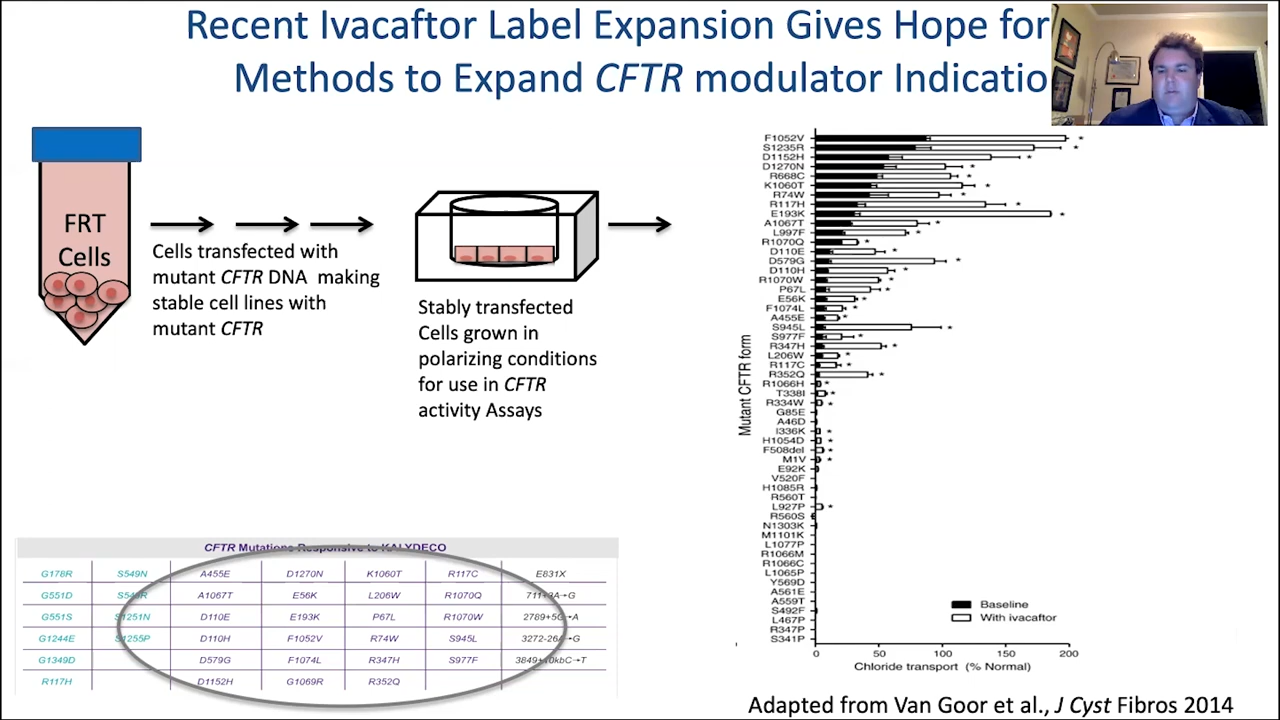 Recent Ivacaftor Label Expansion Gives Hope for
Methods to Expand CFTR modulator Indicatio
FRT
Cells
Cells transfected with
mutant CFTR DNA making
stable cell lines with
mutant CFTR
Stably transfected
Cells grown in
polarizing conditions
for use in CFTR
activity Assays
Mutant CFTR form
F1052V *
S1235R *
D1152H *
D1270N *
R668C *
K1060T *
R74W *
R117H *
E193K *
A1067T *
L997F *
R1070Q *
D110E *
D579G *
D110H *
R1070W *
P67L *
E56K *
F1074L *
A455E *
S945L *
S977F *
R347H *
L206W *
R117C *
R352Q *
R1066H *
T338I *
R334W *
G85E
A46D
I336K *
H1054D *
F508del *
M1V *
E92K
V520F
H1085R
R560T
L927P *
R560S
N1303K
M1101K
L1077P
R1066M
R1066C
L1065P
Y569D
A561E
A559T
S492F
L467P
R347P
S341P
Baseline
With ivacaftor
0 50 100 150 200
Chloride transport (% Normal)
CFTR Mutations Responsive to KALYDECO
G178R S549N A455E D1270N K1060T R117C E831X
G551D S549R A1067T E56K L206W R1070Q 711+3A→G
G551S S1251N D110E E193K P67L R1070W 2789+5G→A
G1244E S1255P D110H F1052V R74W S945L 3272-26A→G
G1349D D579G F1074L R347H S977F 3849+10kbC→T
R117H D1152H G1069R R352Q
Adapted from Van Goor et al., J Cyst Fibros 2014